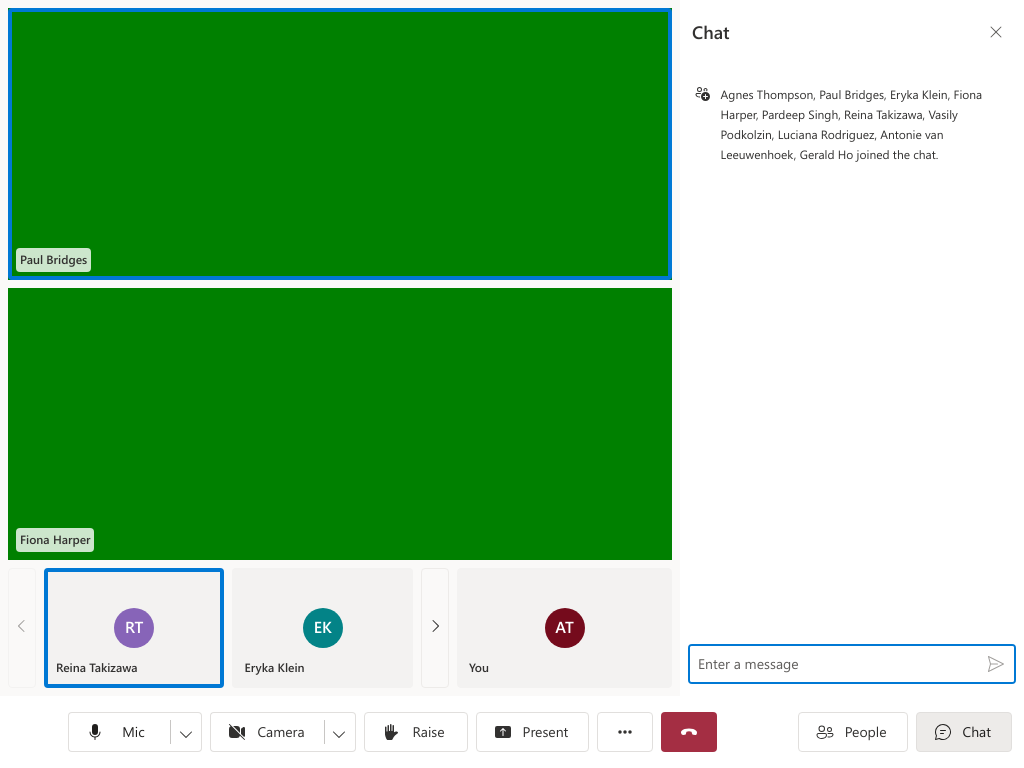 Paul Bridges
Fiona Harper
RT
Reina Takizawa
EK
Eryka Klein
AT
You
Chat
Agnes Thompson, Paul Bridges, Eryka Klein, Fiona
Harper, Pardeep Singh, Reina Takizawa, Vasily
Podkolzin, Luciana Rodriguez, Antonie van
Leeuwenhoek, Gerald Ho joined the chat.
Enter a message
Mic
Camera
Raise
Present
People
Chat